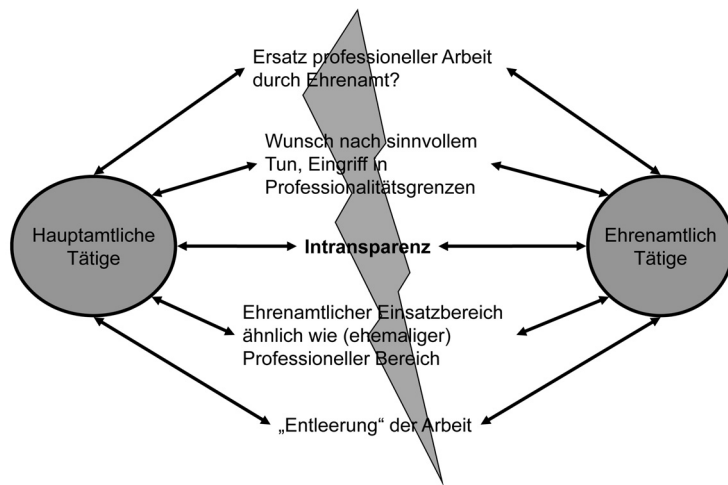 Ersatz professioneller Arbeit
durch Ehrenamt?
Wunsch nach sinnvollem
Tun, Eingriff in
Professionalitätsgrenzen
Hauptamtliche
Tätige
Intransparenz
Ehrenamtlich
Tätige
Ehrenamtlicher Einsatzbereich
ähnlich wie (ehemaliger)
Professioneller Bereich
„Entleerung“ der Arbeit